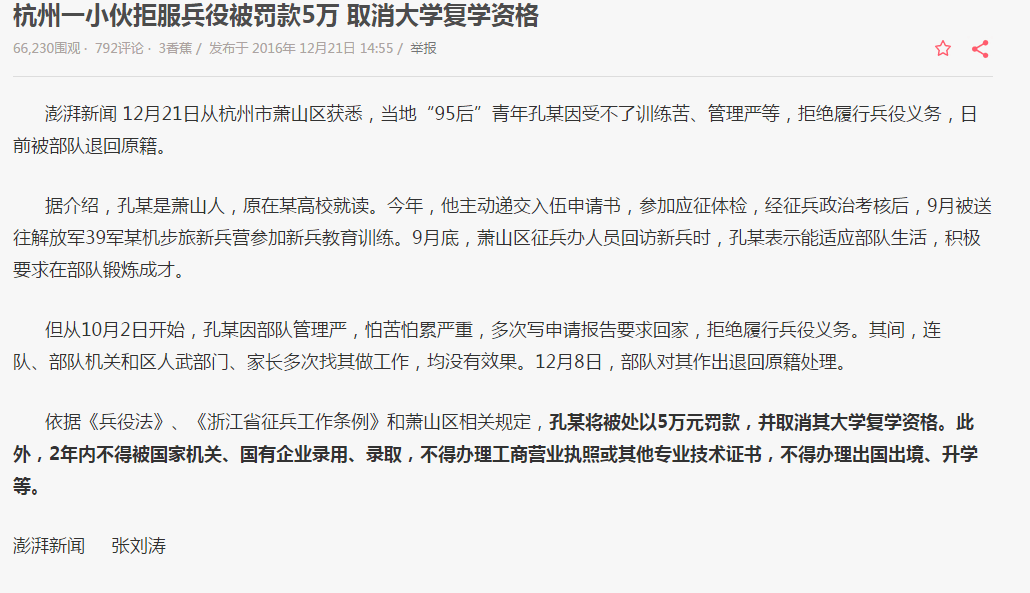 杭州一小伙拒服兵役被罚款5万 取消大学复学资格
66,230围观· 792评论· 3香蕉 / 发布于 2016年 12月21日 14:55 / 举报
澎湃新闻 12月21日从杭州市萧山区获悉，当地“95后”青年孔某因受不了训练苦、管理严等，拒绝履行兵役义务，日
前被部队退回原籍。
据介绍，孔某是萧山人，原在某高校就读。今年，他主动递交入伍申请书，参加应征体检，经征兵政治考核后，9月被送
往解放军39军某机步旅新兵营参加新兵教育训练。9月底，萧山区征兵办人员回访新兵时，孔某表示能适应部队生活，积极
要求在部队锻炼成才。
但从10月2日开始，孔某因部队管理严，怕苦怕累严重，多次写申请报告要求回家，拒绝履行兵役义务。其间，连
队、部队机关和区人武部门、家长多次找其做工作，均没有效果。12月8日，部队对其作出退回原籍处理。
依据《兵役法》、《浙江省征兵工作条例》和萧山区相关规定，孔某将被处以5万元罚款，并取消其大学复学资格。此
外，2年内不得被国家机关、国有企业录用、录取，不得办理工商营业执照或其他专业技术证书，不得办理出国出境、升学
等。
澎湃新闻 张刘涛